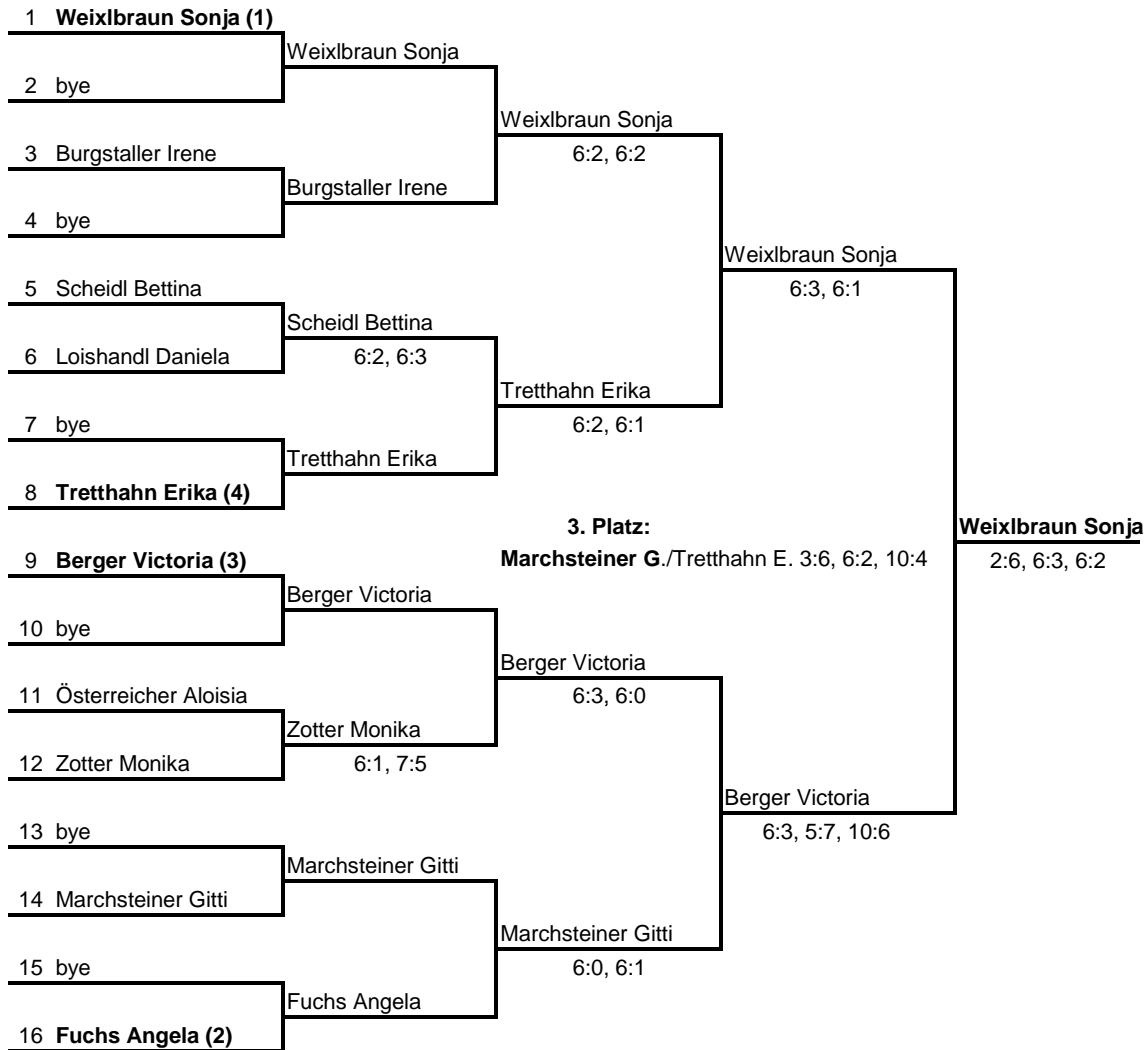 1 Weixlbraun Sonja (1)
Weixlbraun Sonja
2 bye
Weixlbraun Sonja
3 Burgstaller Irene
6:2, 6:2
Burgstaller Irene
4 bye
Weixlbraun Sonja
5 Scheidl Bettina
6:3, 6:1
Scheidl Bettina
6 Loishandl Daniela
6:2, 6:3
Tretthahn Erika
7 bye
6:2, 6:1
Tretthahn Erika
8 Tretthahn Erika (4)
3. Platz:
Weixlbraun Sonja
9 Berger Victoria (3)
Marchsteiner G./Tretthahn E. 3:6, 6:2, 10:4
2:6, 6:3, 6:2
Berger Victoria
10 bye
Berger Victoria
11 Österreicher Aloisia
6:3, 6:0
Zotter Monika
12 Zotter Monika
6:1, 7:5
Berger Victoria
13 bye
6:3, 5:7, 10:6
Marchsteiner Gitti
14 Marchsteiner Gitti
Marchsteiner Gitti
15 bye
6:0, 6:1
Fuchs Angela
16 Fuchs Angela (2)